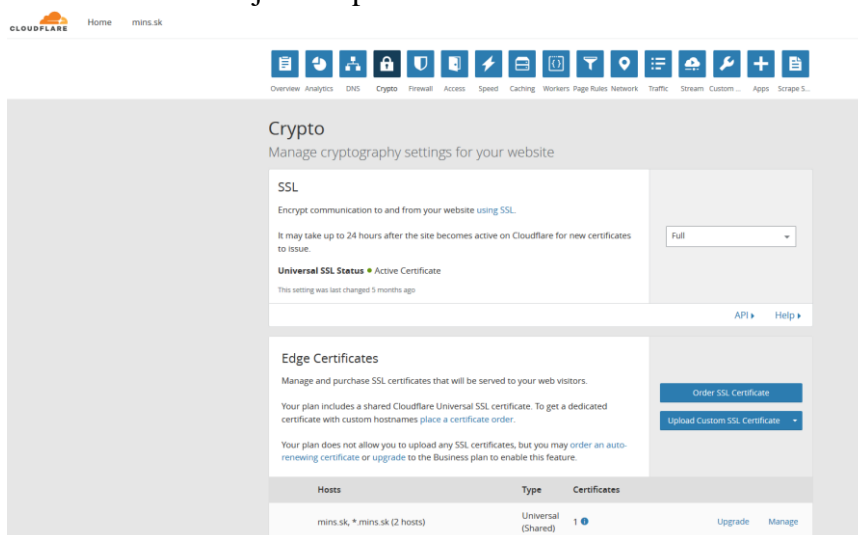 CLOUDFLARE Home mins.sk
Overview Analytics DNS Crypto Firewall Access Speed Caching Workers Page Rules Network Traffic Stream Custom ... Apps Scrape S...
Crypto
Manage cryptography settings for your website
SSL
Encrypt communication to and from your website using SSL.
It may take up to 24 hours after the site becomes active on Cloudflare for new certificates
to issue.
Full
Universal SSL Status • Active Certificate
This setting was last changed 5 months ago
API Help
Edge Certificates
Manage and purchase SSL certificates that will be served to your web visitors.
Your plan includes a shared Cloudflare Universal SSL certificate. To get a dedicated
certificate with custom hostnames place a certificate order.
Your plan does not allow you to upload any SSL certificates, but you may order an auto-
renewing certificate or upgrade to the Business plan to enable this feature.
Order SSL Certificate
Upload Custom SSL Certificate
Hosts Type Certificates
mins.sk, *.mins.sk (2 hosts) Universal (Shared) 1 Upgrade Manage